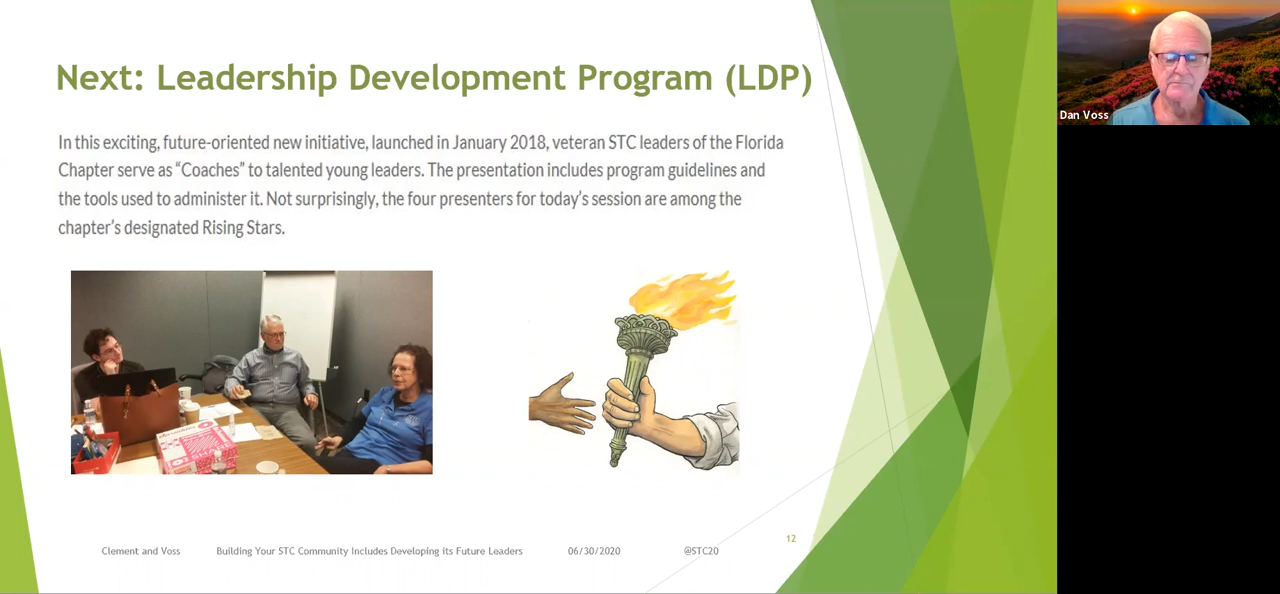 Next: Leadership Development Program (LDP)
In this exciting, future-oriented new initiative, launched in January 2018, veteran STC leaders of the Florida
Chapter serve as “Coaches” to talented young leaders. The presentation includes program guidelines and
the tools used to administer it. Not surprisingly, the four presenters for today’s session are among the
chapter’s designated Rising Stars.
12
Clement and Voss Building Your STC Community Includes Developing its Future Leaders 06/30/2020 @STC20
Dan Voss